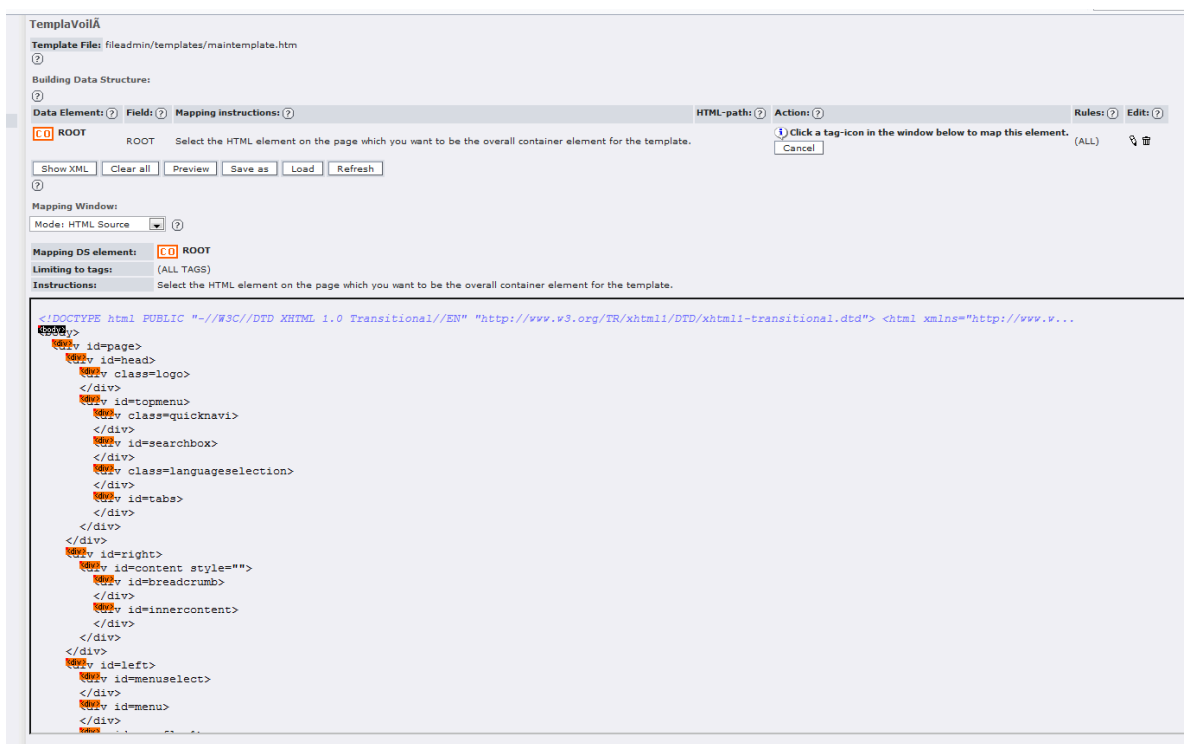 TemplaVoilÃ
Template File: fileadmin/templates/maintemplate.htm
?
Building Data Structure:
?
Data Element: ? Field: ? Mapping instructions: ? HTML-path: ? Action: ? Rules: ? Edit: ?
CO ROOT ROOT Select the HTML element on the page which you want to be the overall container element for the template. i Click a tag-icon in the window below to map this element. (ALL)
Cancel
Show XML Clear all Preview Save as Load Refresh
?
Mapping Window:
Mode: HTML Source ?
Mapping DS element: CO ROOT
Limiting to tags: (ALL TAGS)
Instructions: Select the HTML element on the page which you want to be the overall container element for the template.
<!DOCTYPE html PUBLIC "-//W3C//DTD XHTML 1.0 Transitional//EN" "http://www.w3.org/TR/xhtml1/DTD/xhtml1-transitional.dtd"> <html xmlns="http://www.w...
<body>
<div id=page>
<div id=head>
<div class=logo>
</div>
<div id=topmenu>
<div class=quicknavi>
</div>
<div id=searchbox>
</div>
<div class=languageselection>
</div>
<div id=tabs>
</div>
</div>
</div>
<div id=right>
<div id=content style="">
<div id=breadcrumb>
</div>
<div id=innercontent>
</div>
</div>
</div>
<div id=left>
<div id=menuselect>
</div>
<div id=menu>
</div>